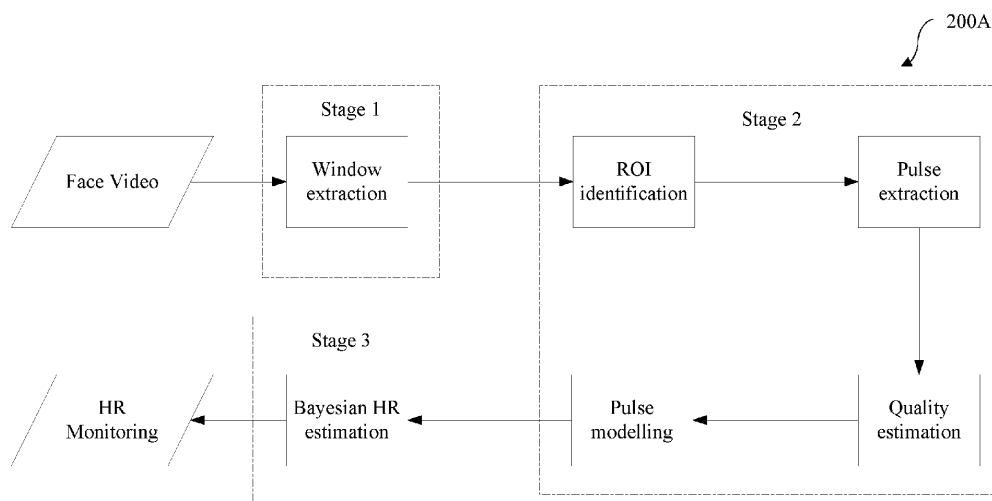 200A
Stage 1
Stage 2
Face Video
Window
extraction
ROI
identification
Pulse
extraction
Stage 3
HR
Monitoring
Bayesian HR
estimation
Pulse
modelling
Quality
estimation